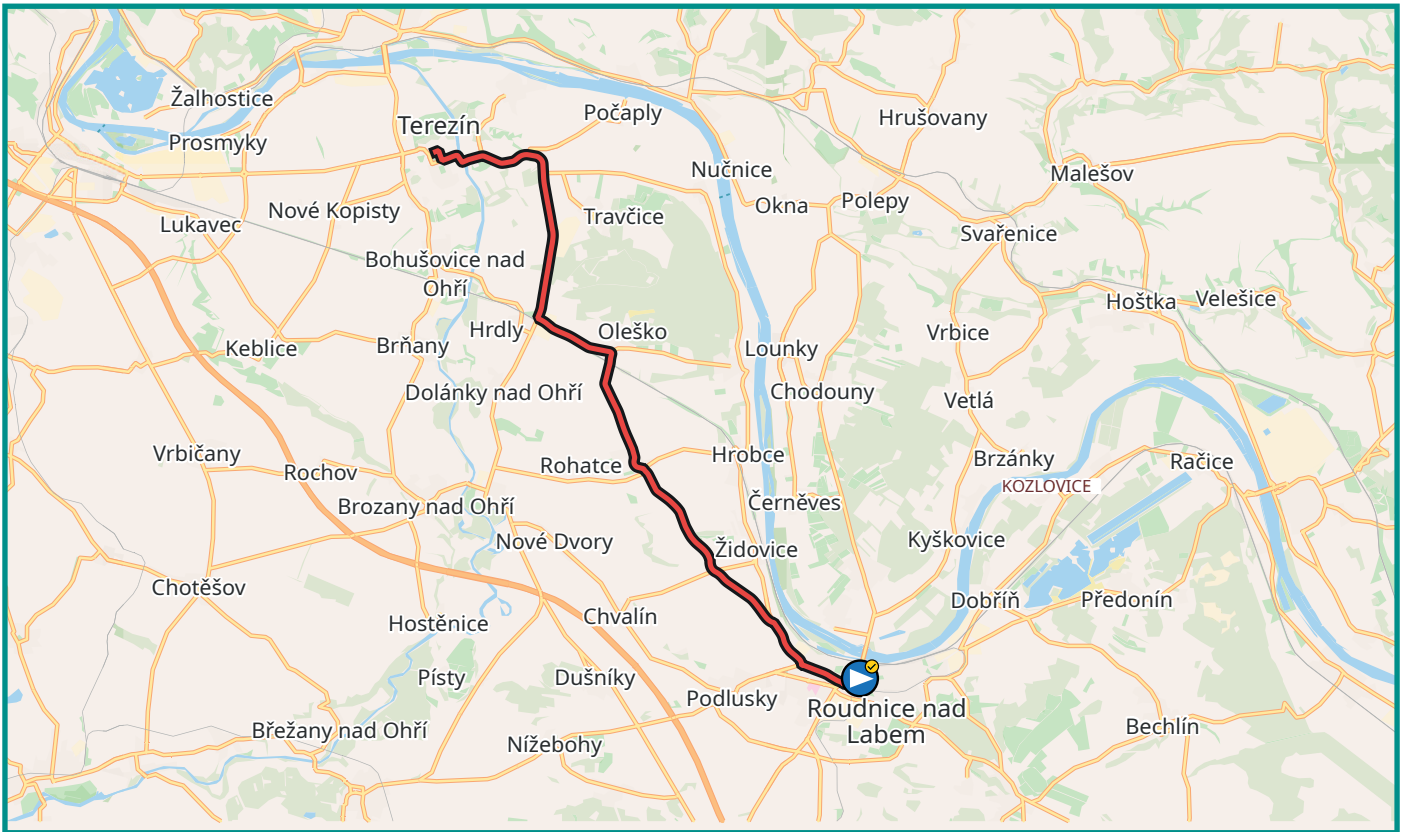 Žalhostice
Počaply
Hrušovany
Terezín
Prosmyky
Nučnice
Malešov
Okna
Polepy
Nové Kopisty
Travčice
Lukavec
Svařenice
Bohušovice nad
Ohří
Hoštka
Velešice
Hrdly
Oleško
Vrbice
Keblice
Brňany
Lounky
Dolánky nad Ohří
Chodouny
Vetlá
Vrbičany
Hrobce
Brzánky
Rohatce
Račice
Rochov
KOZLOVICE
Brozany nad Ohří
Černěves
Nové Dvory
Židovice
Kyškovice
Chotěšov
Dobříň
Předonín
Chvalín
Hostěnice
Písty
Dušníky
Podlusky
Roudnice nad
Labem
Bechlín
Břežany nad Ohří
Nížebohy